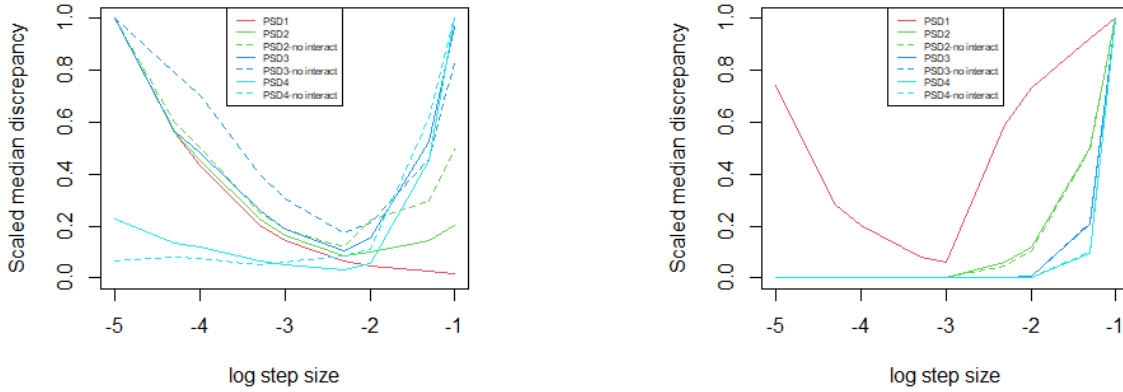 Scaled median discrepancy
1.0
0.8
0.6
0.4
0.2
0.0
PSD1
PSD2
PSD2-no interact
PSD3
PSD3-no interact
PSD4
PSD4-no interact
-5
-4
-3
-2
-1
log step size
Scaled median discrepancy
1.0
0.8
0.6
0.4
0.2
0.0
PSD1
PSD2
PSD2-no interact
PSD3
PSD3-no interact
PSD4
PSD4-no interact
-5
-4
-3
-2
-1
log step size